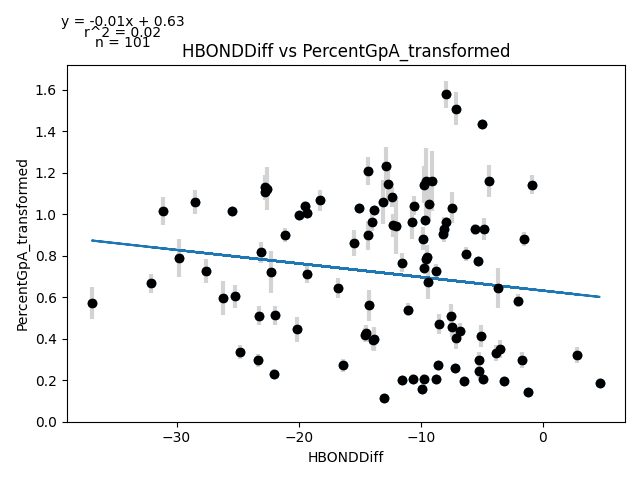 y = -0.01x + 0.63
r^2 = 0.02
n = 101
HBONDDiff vs PercentGpA_transformed
PercentGpA_transformed
1.6
1.4
1.2
1.0
0.8
0.6
0.4
0.2
0.0
−30 −20 −10 0
HBONDDiff